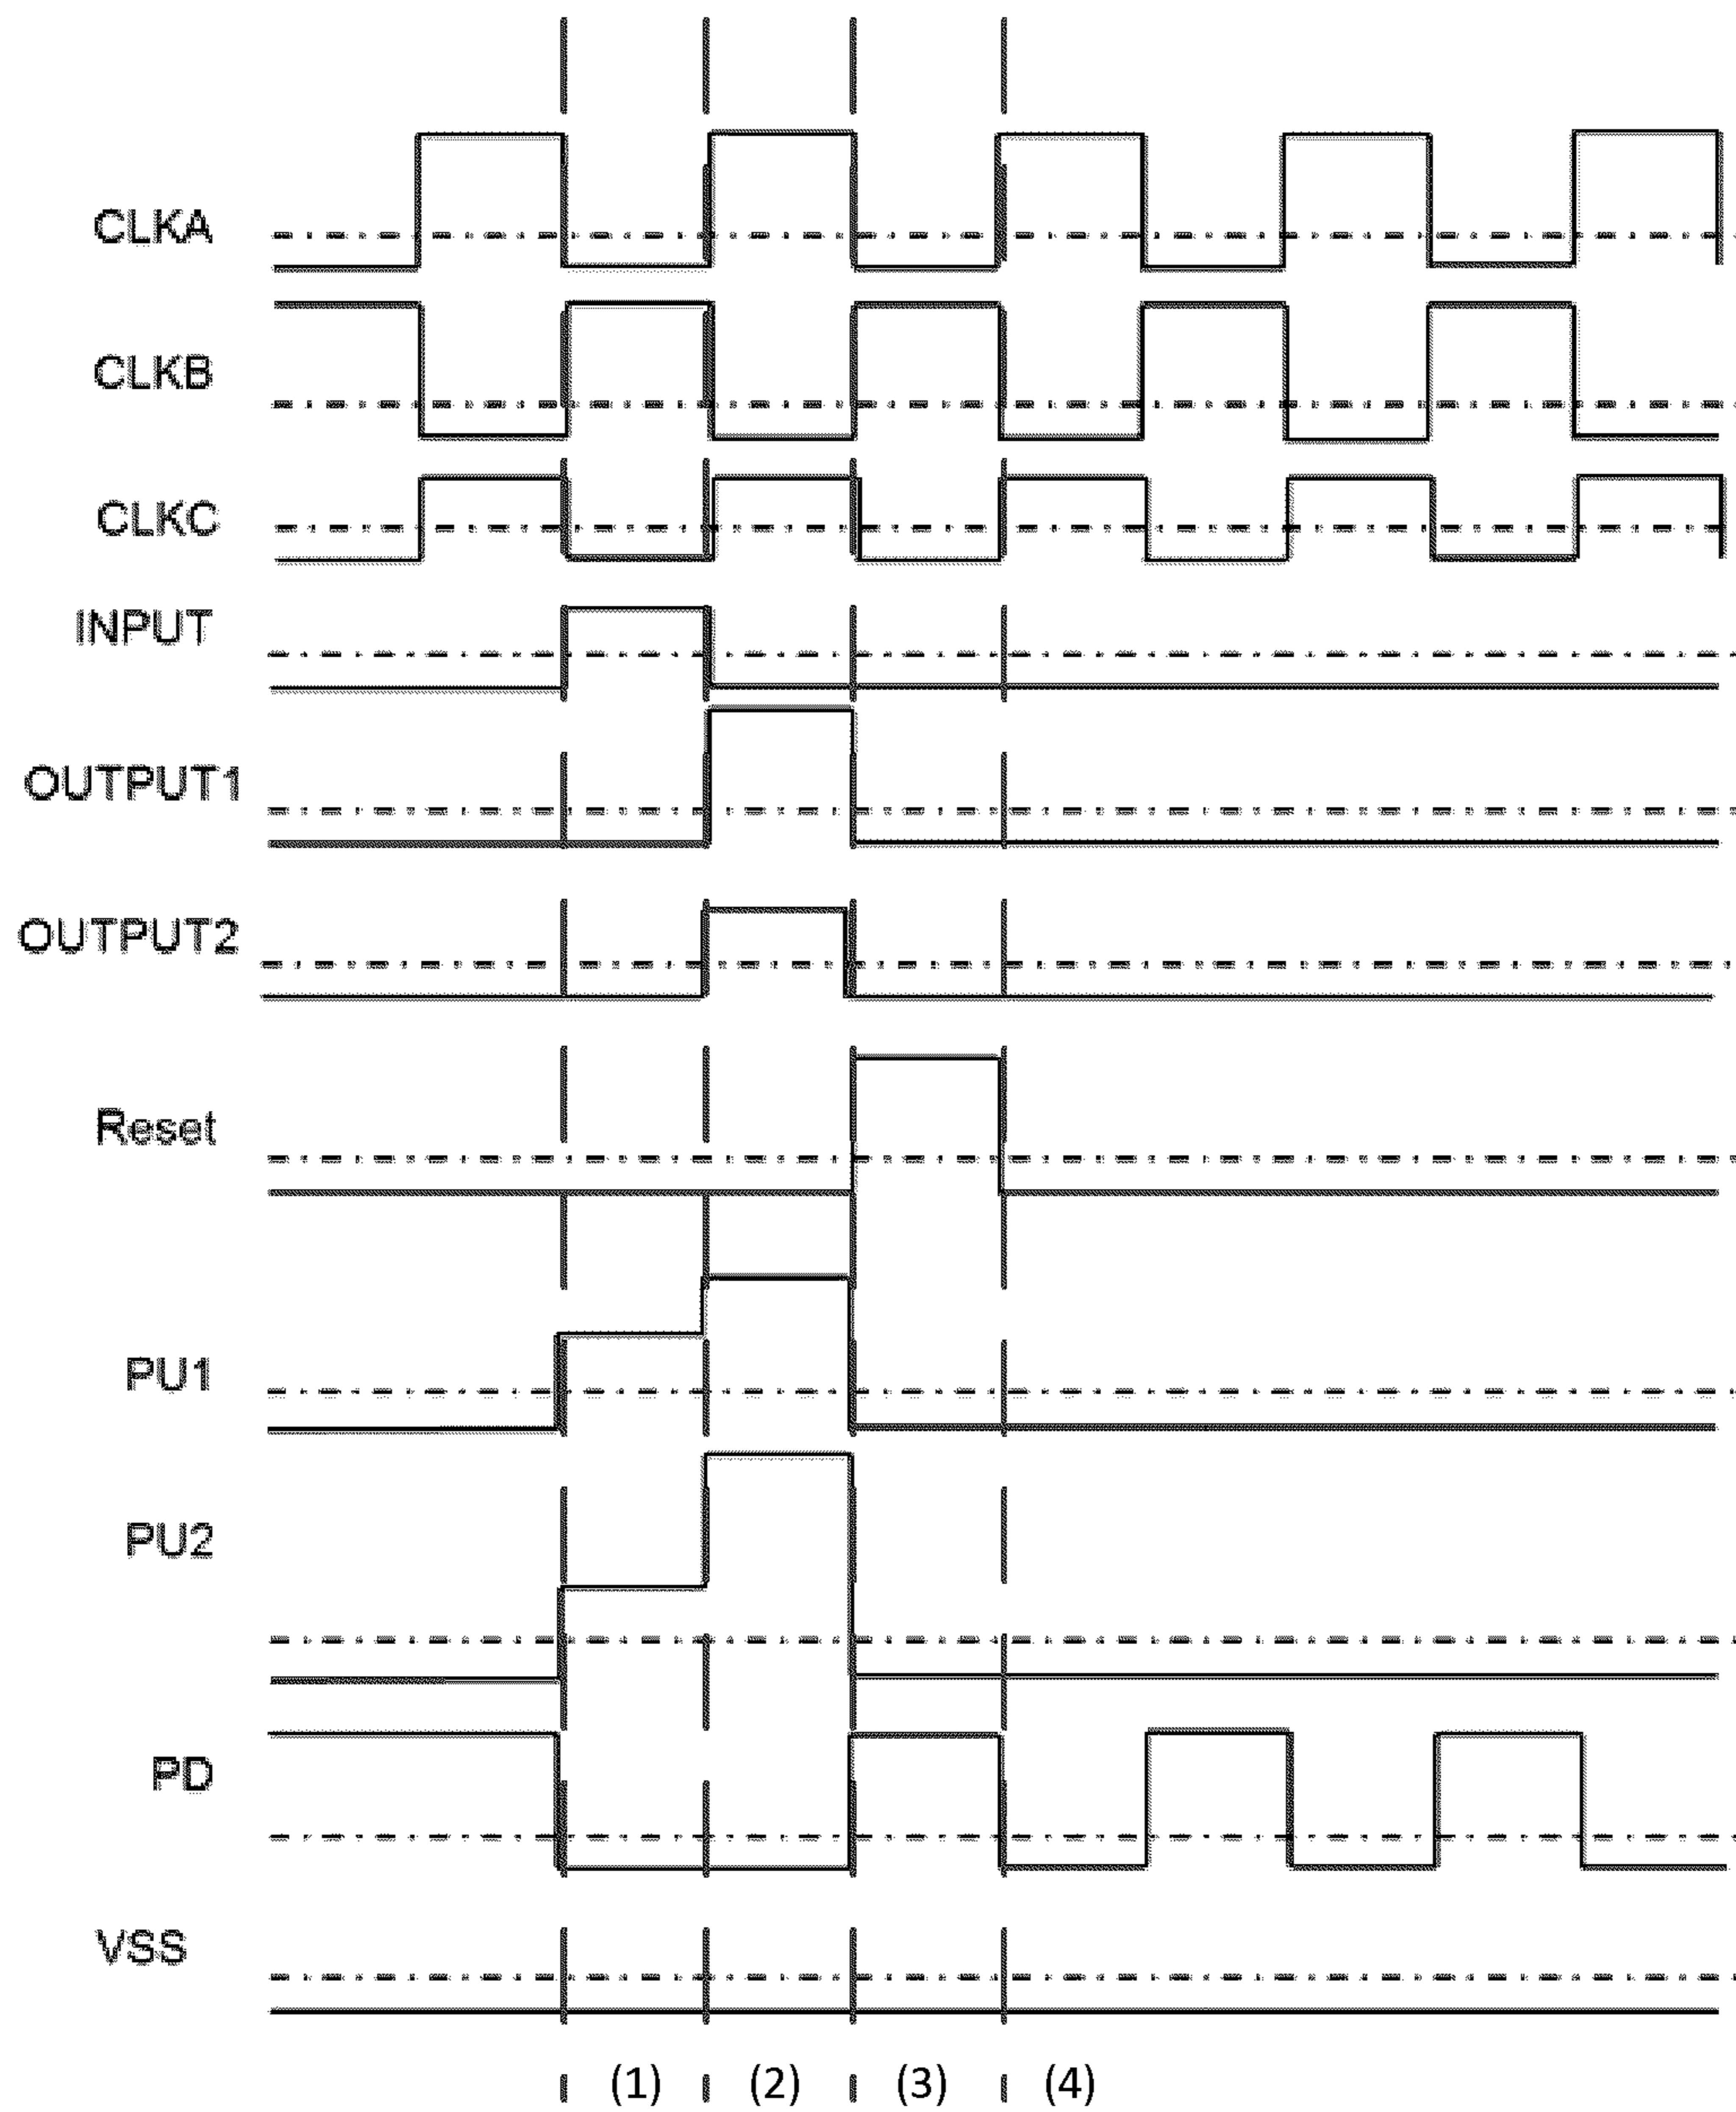 CLKA
CLKB
CLKC
INPUT
OUTPUT1
OUTPUT2
Reset
PU1
PU2
PD
VSS
(1) (2) (3) (4)